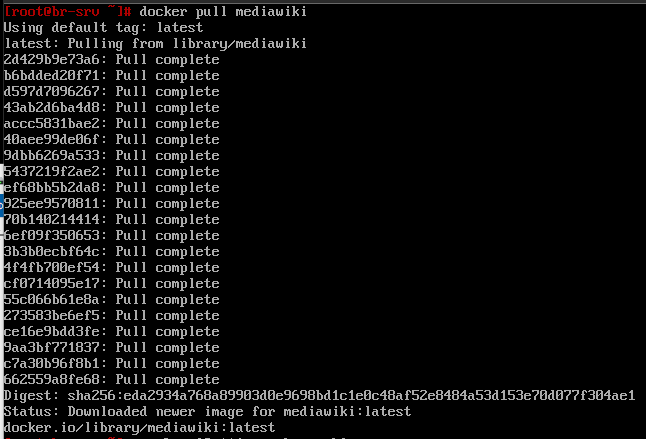 [root@br-srv ~]# docker pull mediawiki
Using default tag: latest
latest: Pulling from library/mediawiki
2d429b9e73a6: Pull complete
b6bdded20f71: Pull complete
d597d7096267: Pull complete
43ab2d6ba4d8: Pull complete
accc5831bae2: Pull complete
40aee99de06f: Pull complete
9dbb6269a533: Pull complete
5437219f2ae2: Pull complete
ef68bb5b2da8: Pull complete
925ee9570811: Pull complete
70b140214414: Pull complete
6ef09f350653: Pull complete
3b3b0ecbf64c: Pull complete
4f4fb700ef54: Pull complete
cf0714095e17: Pull complete
55c066b61e8a: Pull complete
273583be6ef5: Pull complete
ce16e9bdd3fe: Pull complete
9aa3bf771837: Pull complete
c7a30b96f8b1: Pull complete
662559a8fe68: Pull complete
Digest: sha256:eda2934a768a89903d0e9698bd1c1e0c48af52e8484a53d153e70d077f304ae1
Status: Downloaded newer image for mediawiki:latest
docker.io/library/mediawiki:latest